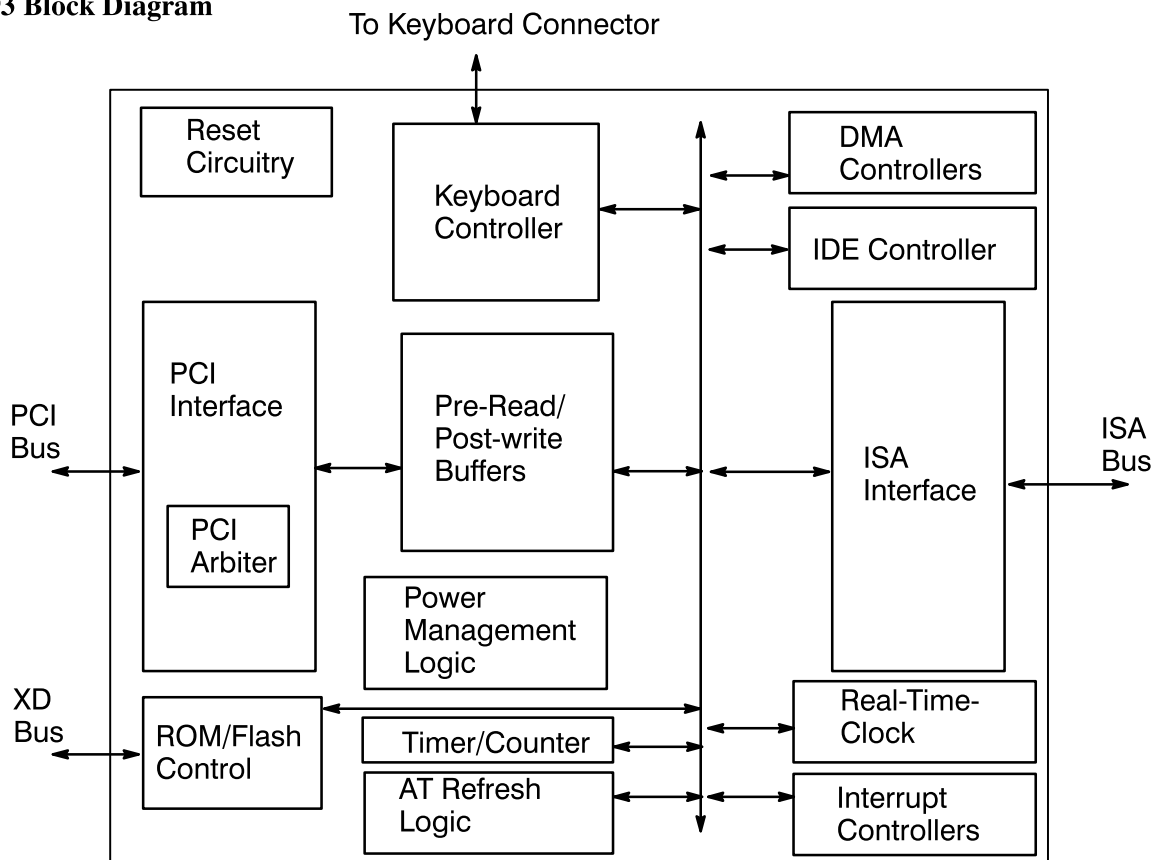 3 Block Diagram
To Keyboard Connector
Reset
Circuitry
Keyboard
Controller
DMA
Controllers
IDE Controller
PCI
Interface
PCI
Bus
Pre-Read/
Post-write
Buffers
ISA
Interface
ISA
Bus
PCI
Arbiter
Power
Management
Logic
XD
Bus
ROM/Flash
Control
Timer/Counter
AT Refresh
Logic
Real-Time-
Clock
Interrupt
Controllers